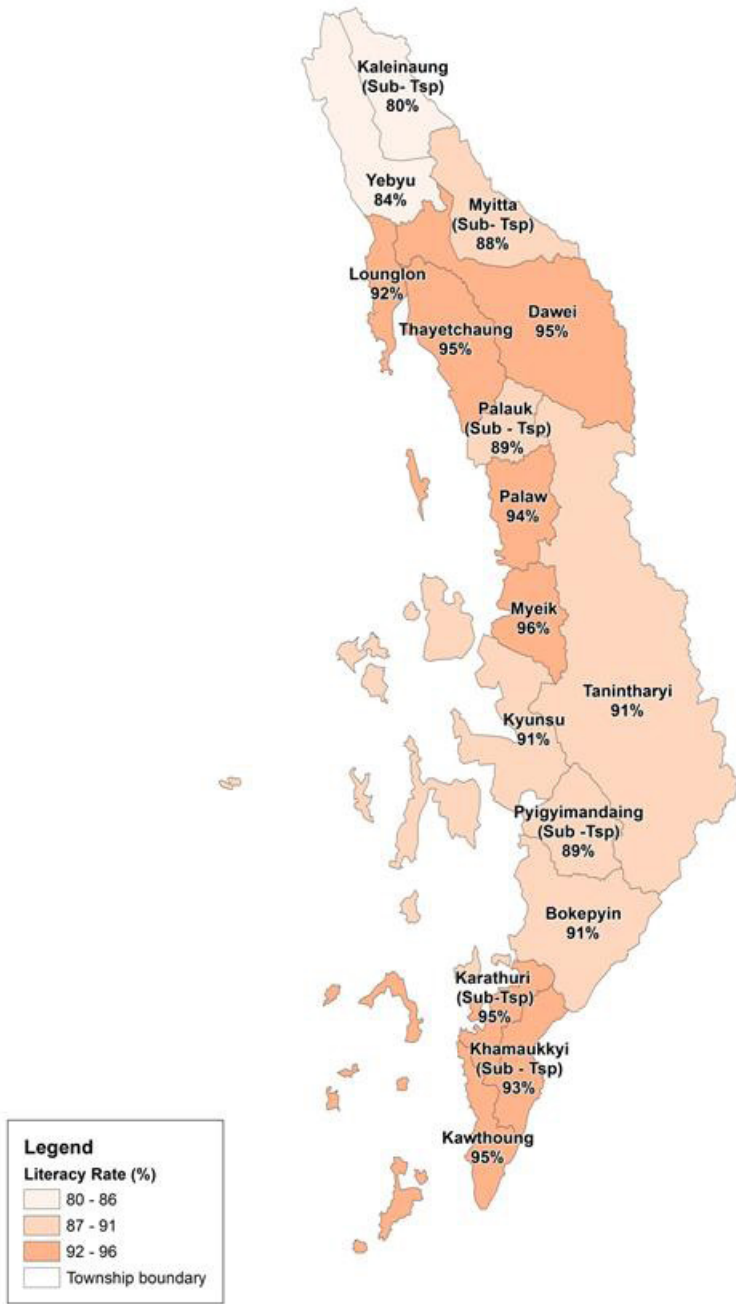 Kaleinaung
(Sub- Tsp)
80%
Yebyu
84%
Myitta
(Sub- Tsp)
88%
Lounglon
92%
Dawei
95%
Thayetchaung
95%
Palauk
(Sub - Tsp)
89%
Palaw
94%
Myeik
96%
Tanintharyi
91%
Kyunsu
91%
Pyigyimandaing
(Sub -Tsp)
89%
Bokepyin
91%
Karathuri
(Sub-Tsp)
95%
Khamaukkyi
(Sub - Tsp)
93%
Kawthoung
95%
Legend
Literacy Rate (%)
80 - 86
87 - 91
92 - 96
Township boundary